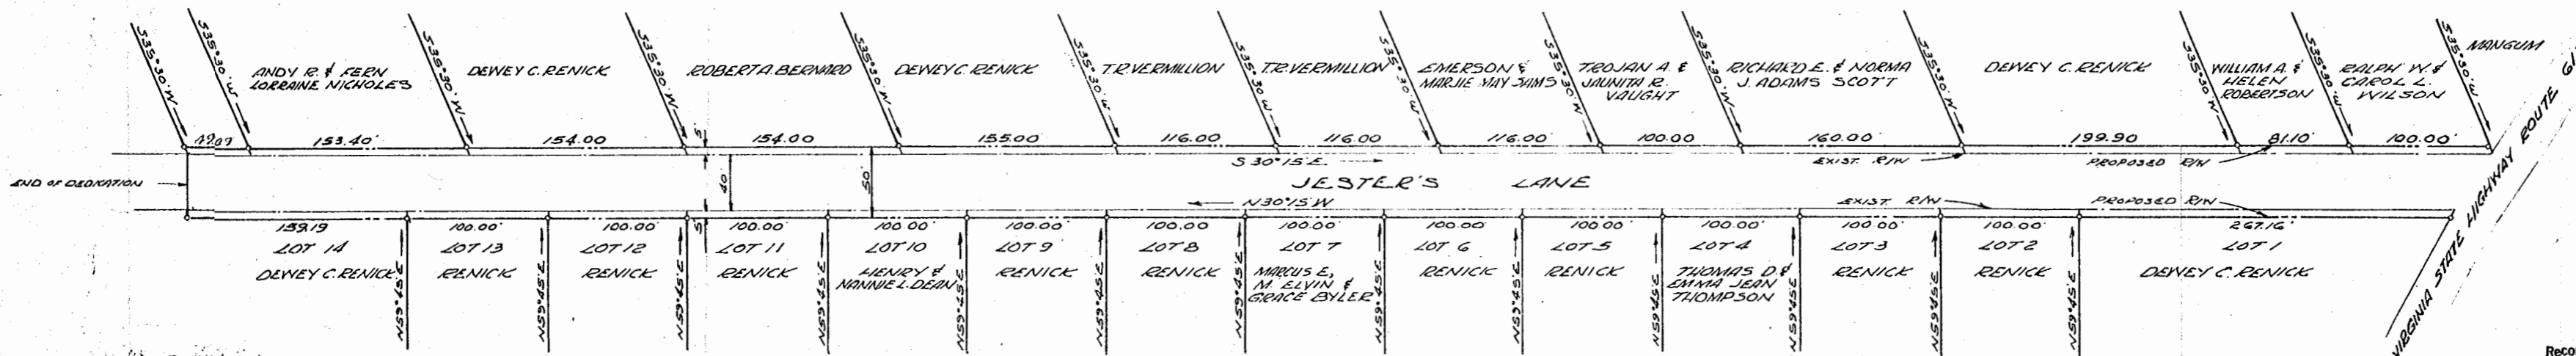 S35°30'W
S35°30'W
S35°30'W
S35°30'W
S35°30'W
S35°30'W
S35°30'W
S35°30'W
S35°30'W
S35°30'W
S35°30'W
S35°30'W
S35°30'W
S35°30'W
ANDY R. & FERN
LORRAINE NICHOLES
DEWEY C. RENICK
ROBERT A. BERNARD
DEWEY C. RENICK
T.R. VERMILLION
T.R. VERMILLION
EMERSON &
MARJIE MAY SAMS
TROJAN A. &
JAUNITA R.
VAUGHT
RICHARD E. & NORMA
J. ADAMS SCOTT
DEWEY C. RENICK
WILLIAM A. &
HELEN
ROBERTSON
RALPH W. &
CAROL L.
WILSON
MANGUM
153.40'
154.00
5'
154.00
155.00'
116.00
116.00
116.00
100.00
160.00'
199.90
81.10'
100.00'
S 30°15 E.
EXIST. R/W
PROPOSED R/W
END OF DEDICATION
40'
50'
JESTER'S LANE
N30°15'W
EXIST. R/W
PROPOSED R/W
VIRGINIA STATE HIGHWAY ROUTE 61
159.19
100.00'
100.00'
5'
100.00'
100.00'
100.00'
100.00
100.00'
100.00
100.00'
100.00'
100.00'
100.00'
267.16'
LOT 14
LOT 13
LOT 12
LOT 11
LOT 10
LOT 9
LOT 8
LOT 7
LOT 6
LOT 5
LOT 4
LOT 3
LOT 2
LOT 1
DEWEY C. RENICK
RENICK
RENICK
RENICK
HENRY &
NANNIE L. DEAN
RENICK
RENICK
MARCUS E,
M. ELVIN &
GRACE BYLER
RENICK
RENICK
THOMAS D. &
EMMA JEAN
THOMPSON
RENICK
RENICK
DEWEY C. RENICK
N59°45'E
N59°45'E
N59°45'E
N59°45'E
N59°45'E
N59°45'E
N59°45'E
N59°45'E
N59°45'E
N59°45'E
N59°45'E
N59°45'E
N59°45'E
Reco